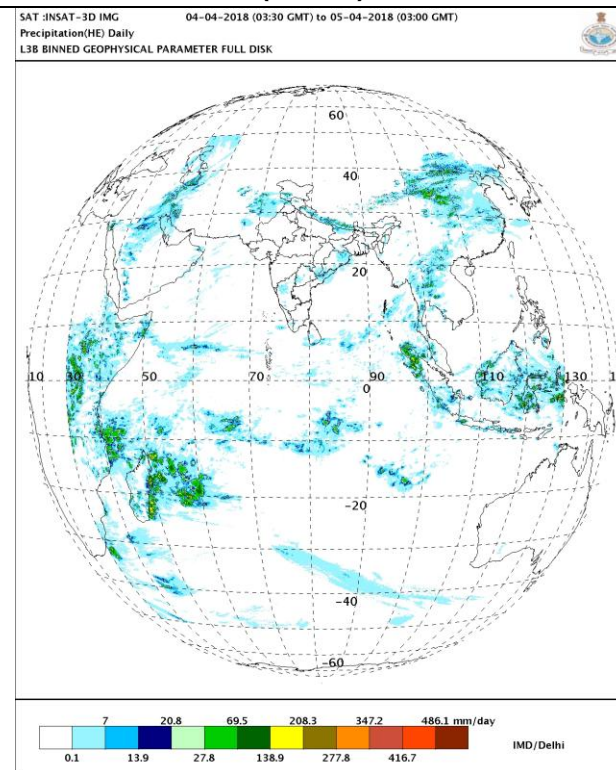 SAT :INSAT-3D IMG 04-04-2018 (03:30 GMT) to 05-04-2018 (03:00 GMT)
Precipitation(HE) Daily
L3B BINNED GEOPHYSICAL PARAMETER FULL DISK
60
40
20
10 30 50 70 90 110 130
0
-20
-40
-60
7 20.8 69.5 208.3 347.2 486.1 mm/day
0.1 13.9 27.8 138.9 277.8 416.7
IMD/Delhi